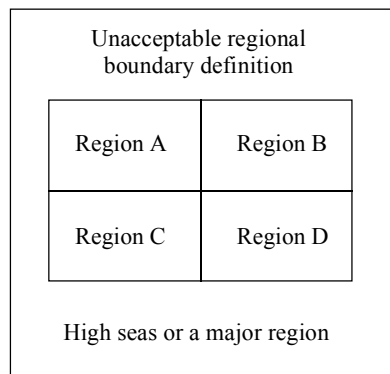 Unacceptable regional
boundary definition
Region A
Region B
Region C
Region D
High seas or a major region